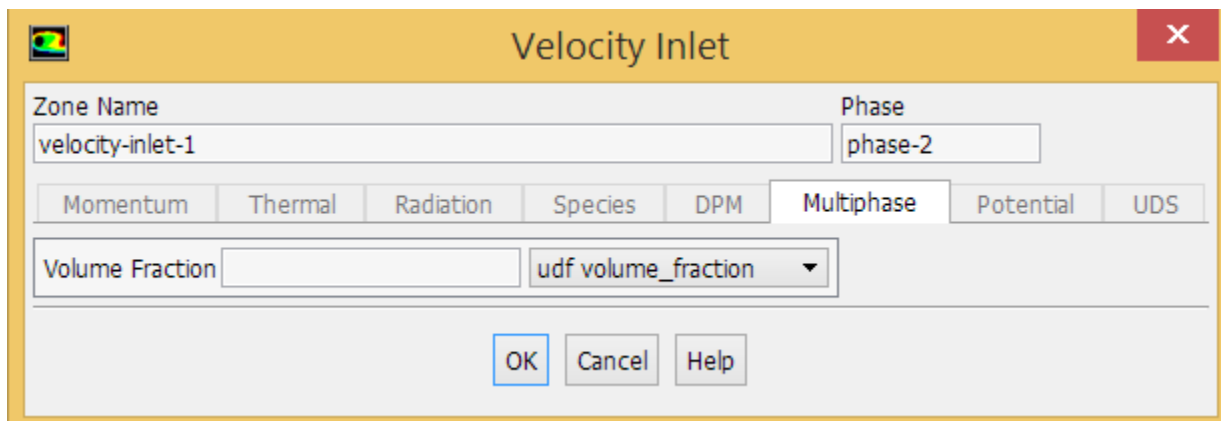 Velocity Inlet
Zone Name Phase
velocity-inlet-1 phase-2
Momentum Thermal Radiation Species DPM Multiphase Potential UDS
Volume Fraction udf volume_fraction
OK Cancel Help